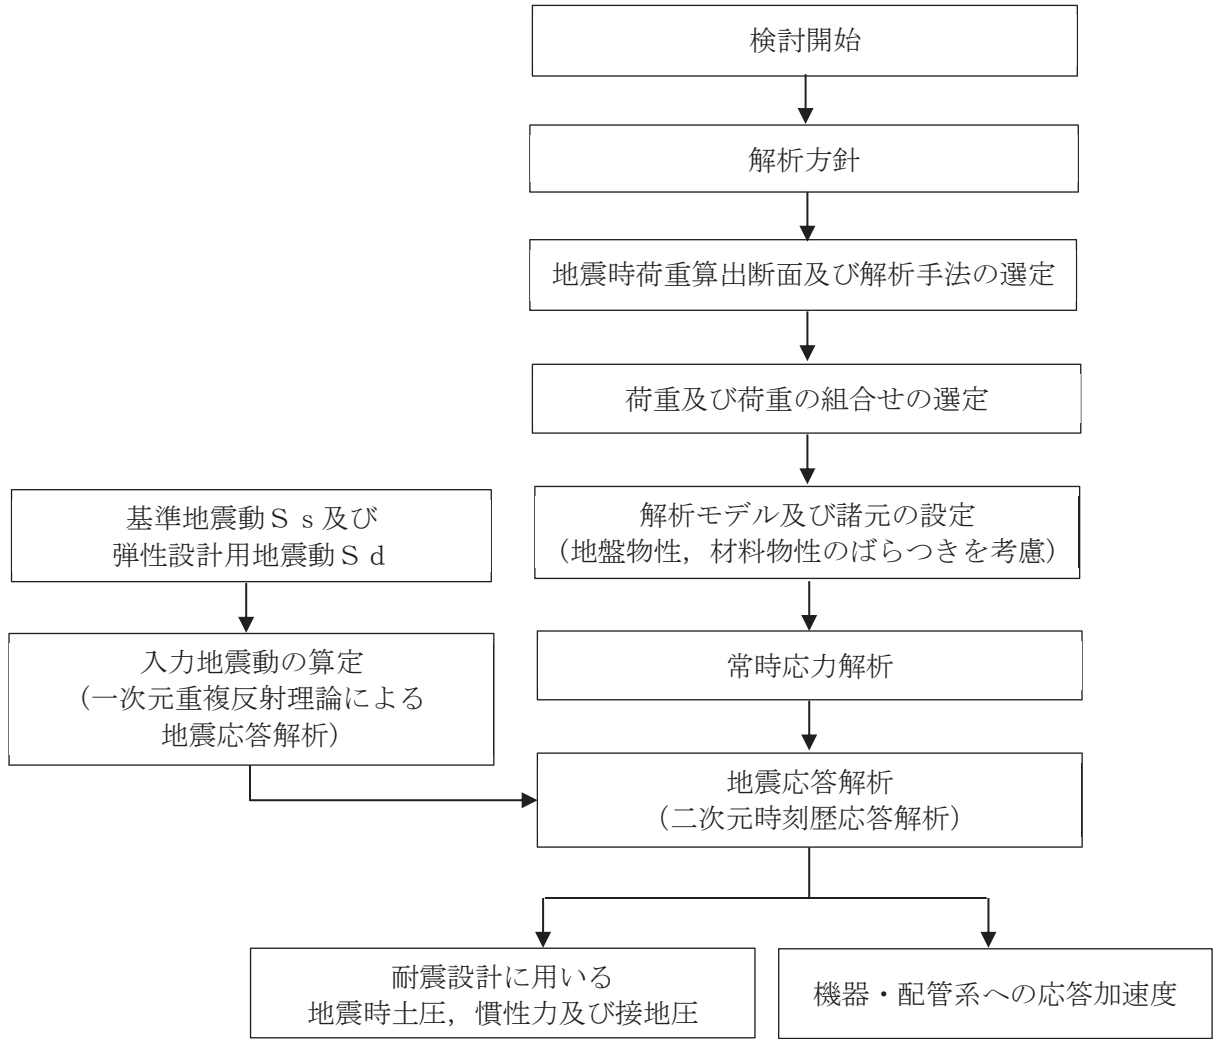 検討開始
解析方針
地震時荷重算出断面及び解析手法の選定
荷重及び荷重の組合せの選定
解析モデル及び諸元の設定
（地盤物性，材料物性のばらつきを考慮）
基準地震動Ｓｓ及び
弾性設計用地震動Ｓｄ
入力地震動の算定
（一次元重複反射理論による
地震応答解析）
常時応力解析
地震応答解析
（二次元時刻歴応答解析）
耐震設計に用いる
地震時土圧，慣性力及び接地圧
機器・配管系への応答加速度